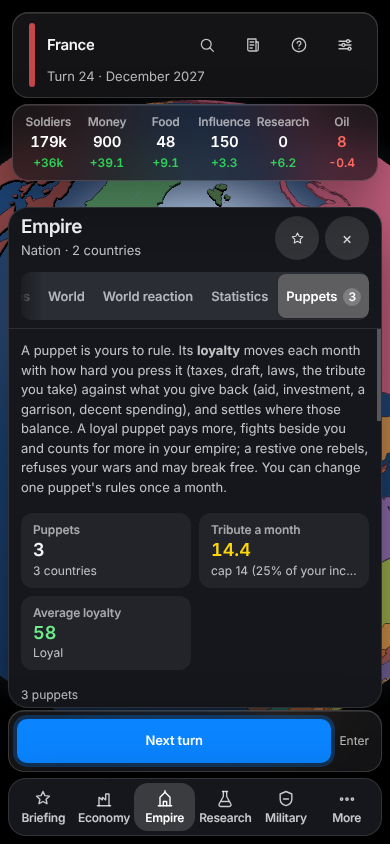 France
Turn 24 · December 2027
Soldiers Money Food Influence Research Oil
179k 900 48 150 0 8
+36k +39.1 +9.1 +3.3 +6.2 -0.4
Empire
Nation · 2 countries
s World World reaction Statistics Puppets 3
A puppet is yours to rule. Its loyalty moves each month
with how hard you press it (taxes, draft, laws, the tribute
you take) against what you give back (aid, investment, a
garrison, decent spending), and settles where those
balance. A loyal puppet pays more, fights beside you
and counts for more in your empire; a restive one rebels,
refuses your wars and may break free. You can change
one puppet's rules once a month.
Puppets
3
3 countries
Tribute a month
14.4
cap 14 (25% of your inc...
Average loyalty
58
Loyal
3 puppets
Next turn
Enter
Briefing Economy Empire Research Military More